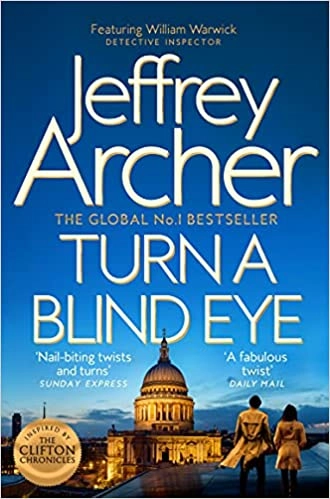 Featuring William Warwick
DETECTIVE INSPECTOR
Jeffrey
Archer
THE GLOBAL No.1 BESTSELLER
TURN A
BLIND EYE
‘Nail-biting twists
and turns’
SUNDAY EXPRESS
‘A fabulous
twist’
DAILY MAIL
INSPIRED BY
THE
CLIFTON
CHRONICLES